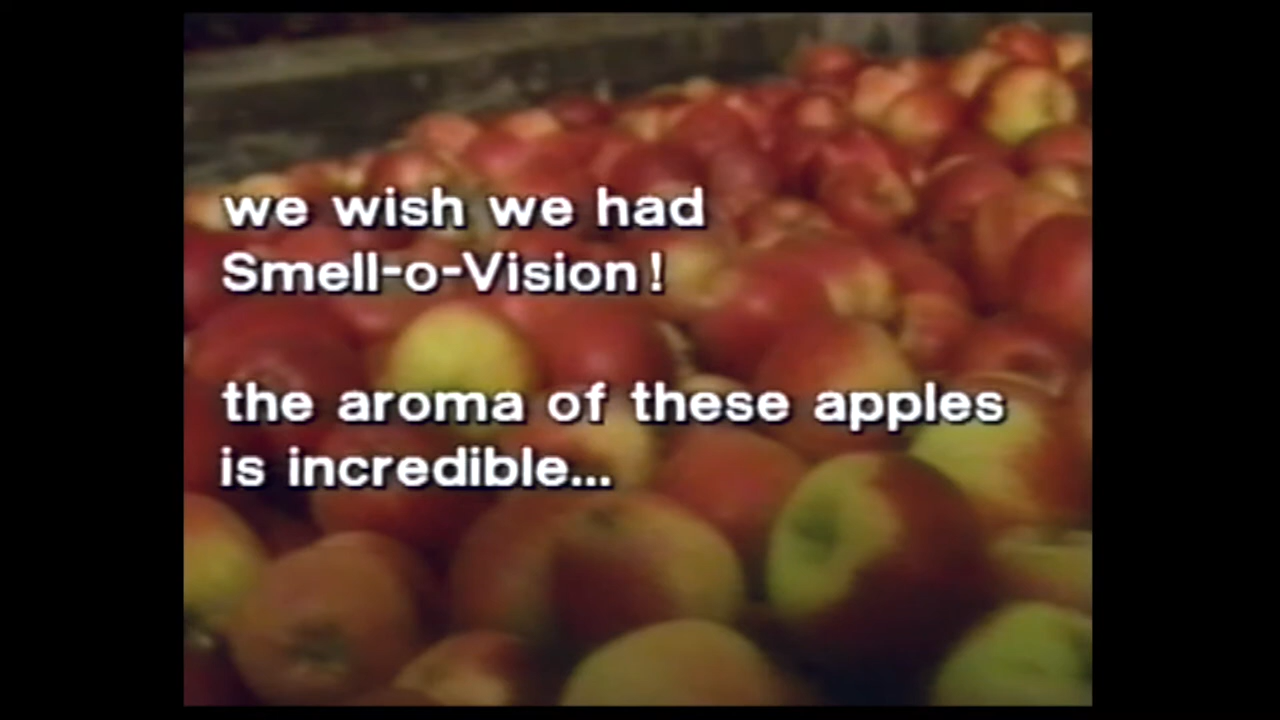 we wish we had
Smell-o-Vision!
the aroma of these apples
is incredible...